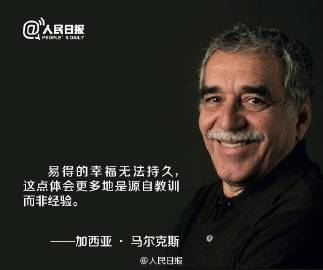 @人民日报
PEOPLE'S DAILY
易得的幸福无法持久，
这点体会更多地是源自教训
而非经验。
——加西亚·马尔克斯
@人民日报